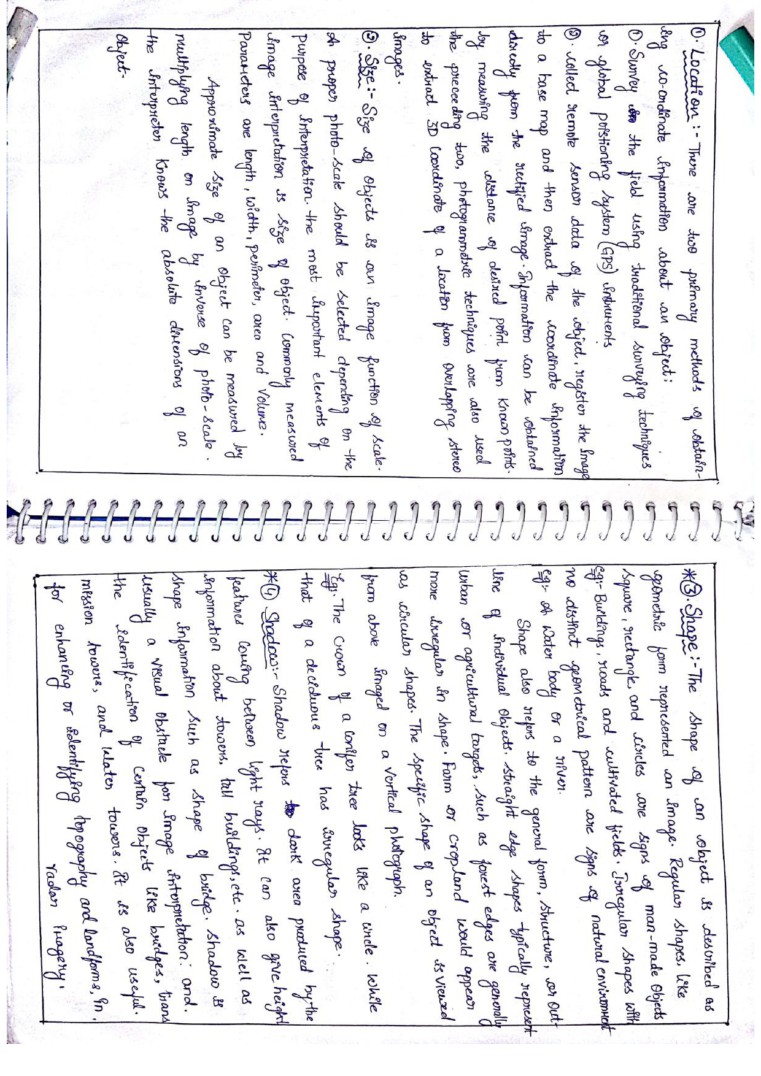 ①. Location :- There are two primary methods of obtain-
ing co-ordinate information about an object:
① Survey in the field using traditional surveying techniques
or global potstioning system (GPS) instruments
②. collect remote sensor data of the object, register the image
to a base map and then extract the coordinate information
directly from the rectified image. Information can be obtained
by measuring the distance of desired point from known points.
the preceeding two, photogrammetric techniques are also used
to extract 3D Coordinate of a location from overlapping stereo
images.
②. Size :- Size of objects is an image function of scale.
A proper photo-scale should be selected depending on the
purpose of interpretation. the most important elements of
image interpretation is size of object. Commonly measured
Parameters are length, width, perimeter, area and Volume.
Approximate size of an object can be measured by
multiplying length on image by inverse of photo-scale.
the interpreter knows the absolute dimensions of an
object.
*③. Shape :- The shape of an object is described as
geometric form represented an image. Regular shapes, like
square, rectangle and circles are signs of man-made objects
eg:- Buildings, roads and cultivated fields. Irregular shapes with
no distinct geometrical pattern are signs of natural environment
eg:- A water body or a river.
Shape also refers to the general form, structure, or out-
line of individual objects. straight edge shapes typically represent
urban or agricultural targets, such as forest edges are generally
more irregular in shape. Farm or cropland would appear
as circular shapes. The specific shape of an object is viewed
from above imaged on a vertical photograph.
Eg:- The Crown of a conifer tree looks like a circle. While
that of a deciduous tree has irregular shape.
*④ Shadow :- Shadow refers to dark area produced by the
features coming between light rays. It can also give height
information about towers, tall buildings, etc. as well as
shape information such as shape of bridge. shadow is
usually a visual obstacle for image interpretation. and.
the identification of Certain objects like bridges, trans
mission towers, and water towers. It is also useful.
for enhancing or identifying topography and landforms, in.
radar Imagery.